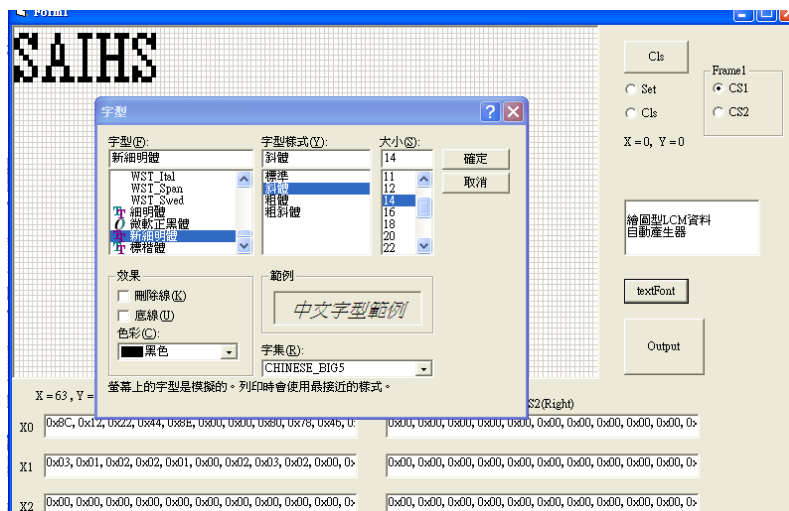 Form1
SAIHS
Cls
Frame1
Set
CS1
Cls
CS2
X = 0, Y = 0
字型
字型(F):
字型樣式(Y):
大小(S):
新細明體
斜體
14
確定
WST_Ital
標準
11
取消
WST_Span
斜體
12
WST_Swed
粗體
14
細明體
粗斜體
16
微軟正黑體
18
新細明體
20
標楷體
22
繪圖型LCM資料
自動產生器
效果
範例
刪除線(K)
底線(U)
中文字型範例
textFont
色彩(C):
黑色
字集(R):
CHINESE_BIG5
Output
螢幕上的字型是模擬的。列印時會使用最接近的樣式。
X = 63 , Y =
S2(Right)
X0
0x8C, 0x12, 0x22, 0x44, 0x8E, 0x00, 0x00, 0x80, 0x78, 0x46, 0:
0x00, 0x00, 0x00, 0x00, 0x00, 0x00, 0x00, 0x00, 0x00, 0x00, 0x
X1
0x03, 0x01, 0x02, 0x02, 0x01, 0x00, 0x02, 0x03, 0x02, 0x00, 0x
0x00, 0x00, 0x00, 0x00, 0x00, 0x00, 0x00, 0x00, 0x00, 0x00, 0x
X2
0x00, 0x00, 0x00, 0x00, 0x00, 0x00, 0x00, 0x00, 0x00, 0x00, 0x
0x00, 0x00, 0x00, 0x00, 0x00, 0x00, 0x00, 0x00, 0x00, 0x00, 0x